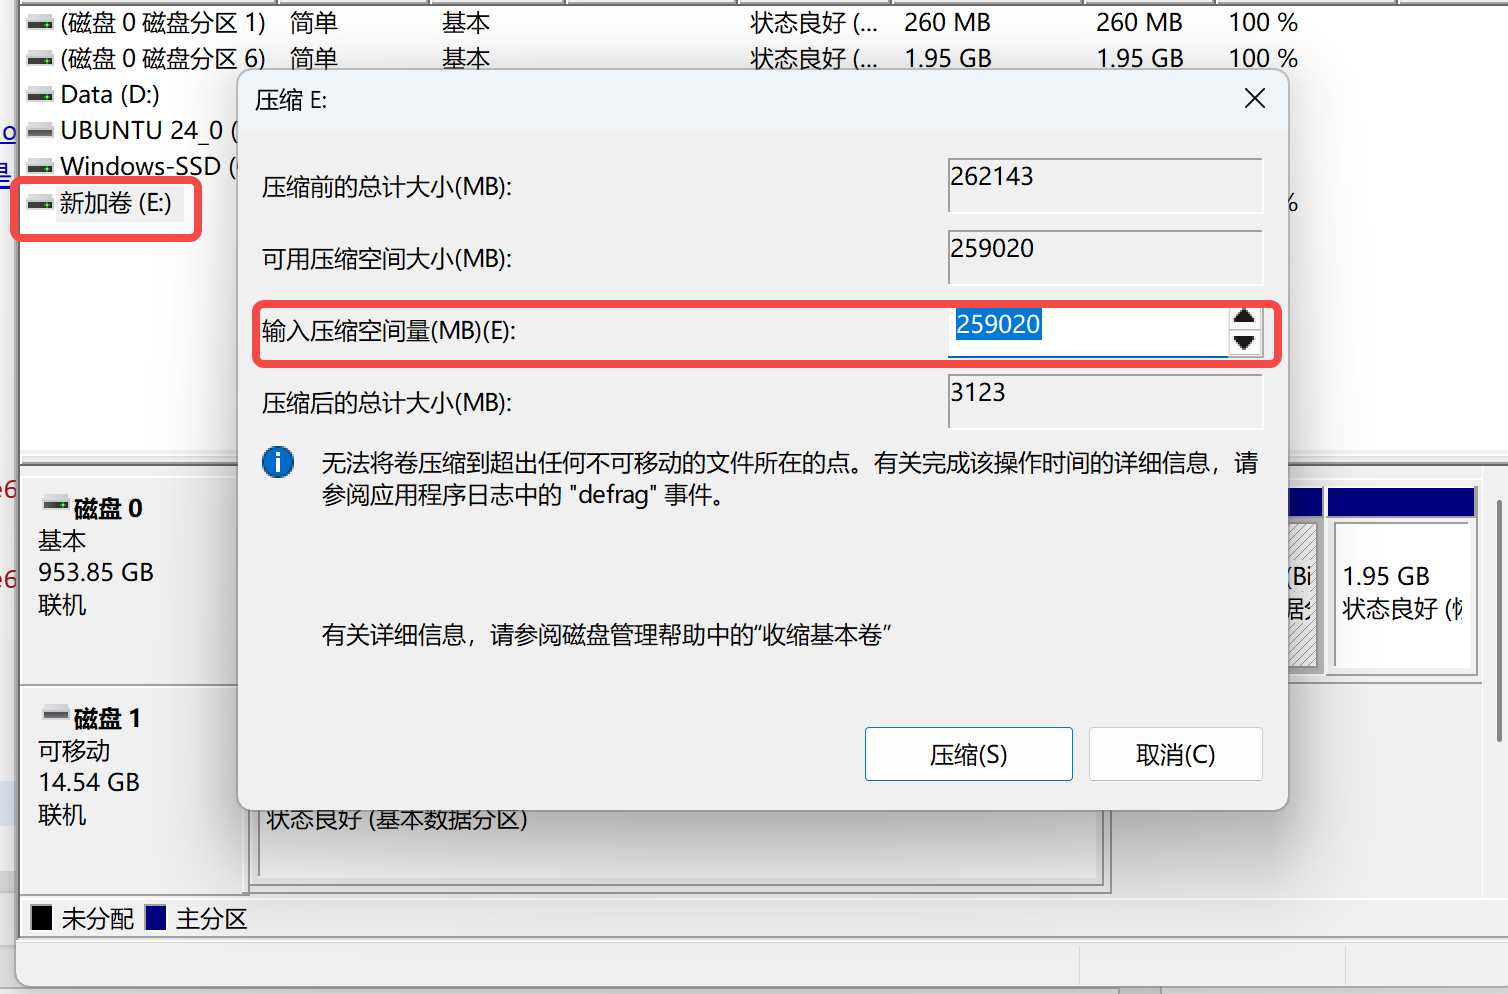 (磁盘 0 磁盘分区 1) 简单 基本 状态良好 (... 260 MB 260 MB 100 %
(磁盘 0 磁盘分区 6) 简单 基本 状态良好 (... 1.95 GB 1.95 GB 100 %
Data (D:)
UBUNTU 24_0 (
Windows-SSD (
新加卷 (E:)
%
压缩 E:
压缩前的总计大小(MB): 262143
可用压缩空间大小(MB): 259020
输入压缩空间量(MB)(E): 259020
压缩后的总计大小(MB): 3123
无法将卷压缩到超出任何不可移动的文件所在的点。有关完成该操作时间的详细信息，请
参阅应用程序日志中的 "defrag" 事件。
有关详细信息，请参阅磁盘管理帮助中的“收缩基本卷”
压缩(S) 取消(C)
磁盘 0
基本
953.85 GB
联机
(Bi
1.95 GB
状态良好 (
磁盘 1
可移动
14.54 GB
联机
状态良好 (基本数据分区)
未分配 主分区